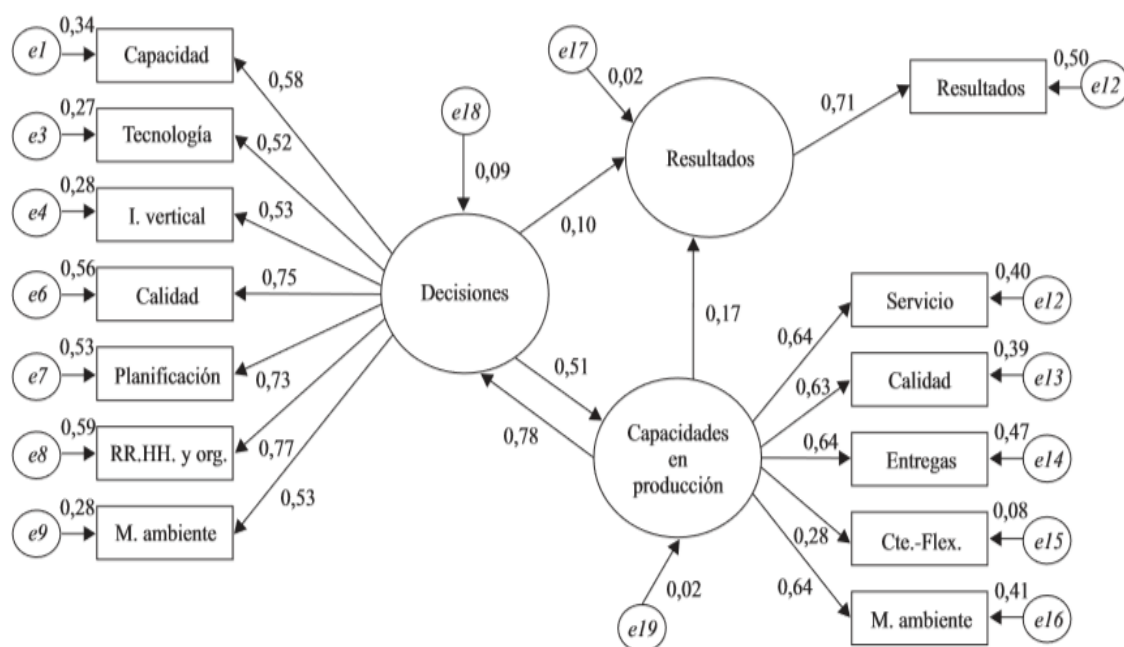 0,34
e1
Capacidad
0,58
0,27
e3
Tecnología
0,52
0,28
e4
I. vertical
0,53
0,56
e6
Calidad
0,75
0,53
e7
Planificación
0,73
0,59
e8
RR.HH. y org.
0,77
0,28
e9
M. ambiente
0,53
e18
0,09
Decisiones
0,10
0,51
0,78
e17
0,02
Resultados
0,71
Resultados
0,50
e12
0,17
Capacidades
en
producción
0,02
e19
0,64
Servicio
0,40
e12
0,63
Calidad
0,39
e13
0,64
Entregas
0,47
e14
0,28
Cte.-Flex.
0,08
e15
0,64
M. ambiente
0,41
e16